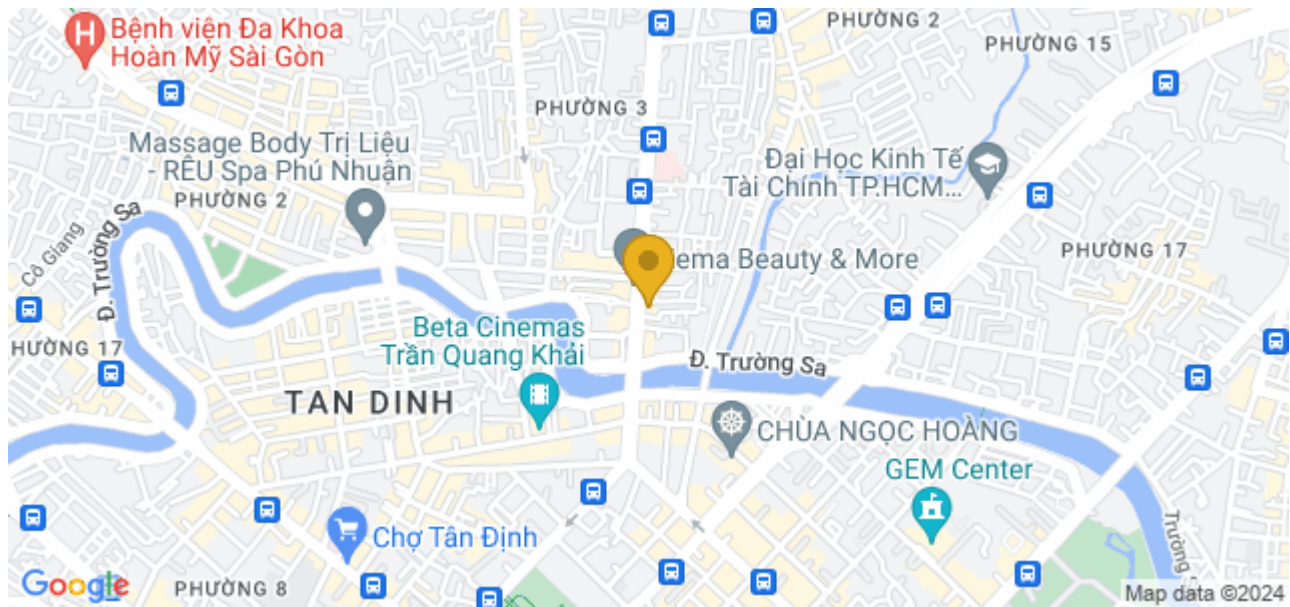 PHƯỜNG 2
Bệnh viện Đa Khoa
Hoàn Mỹ Sài Gòn
PHƯỜNG 15
PHƯỜNG 3
Massage Body Trị Liệu
- RÊU Spa Phú Nhuận
Đại Học Kinh Tế
Tài Chính TP.HCM...
PHƯỜNG 2
Đ. Trường Sa
Cô Giang
PHƯỜNG 17
ema Beauty & More
Beta Cinemas
Trần Quang Khải
HƯỜNG 17
Đ. Trường Sa
TAN DINH
CHÙA NGỌC HOÀNG
GEM Center
Chợ Tân Định
Trường
Google
PHƯỜNG 8
Map data ©2024